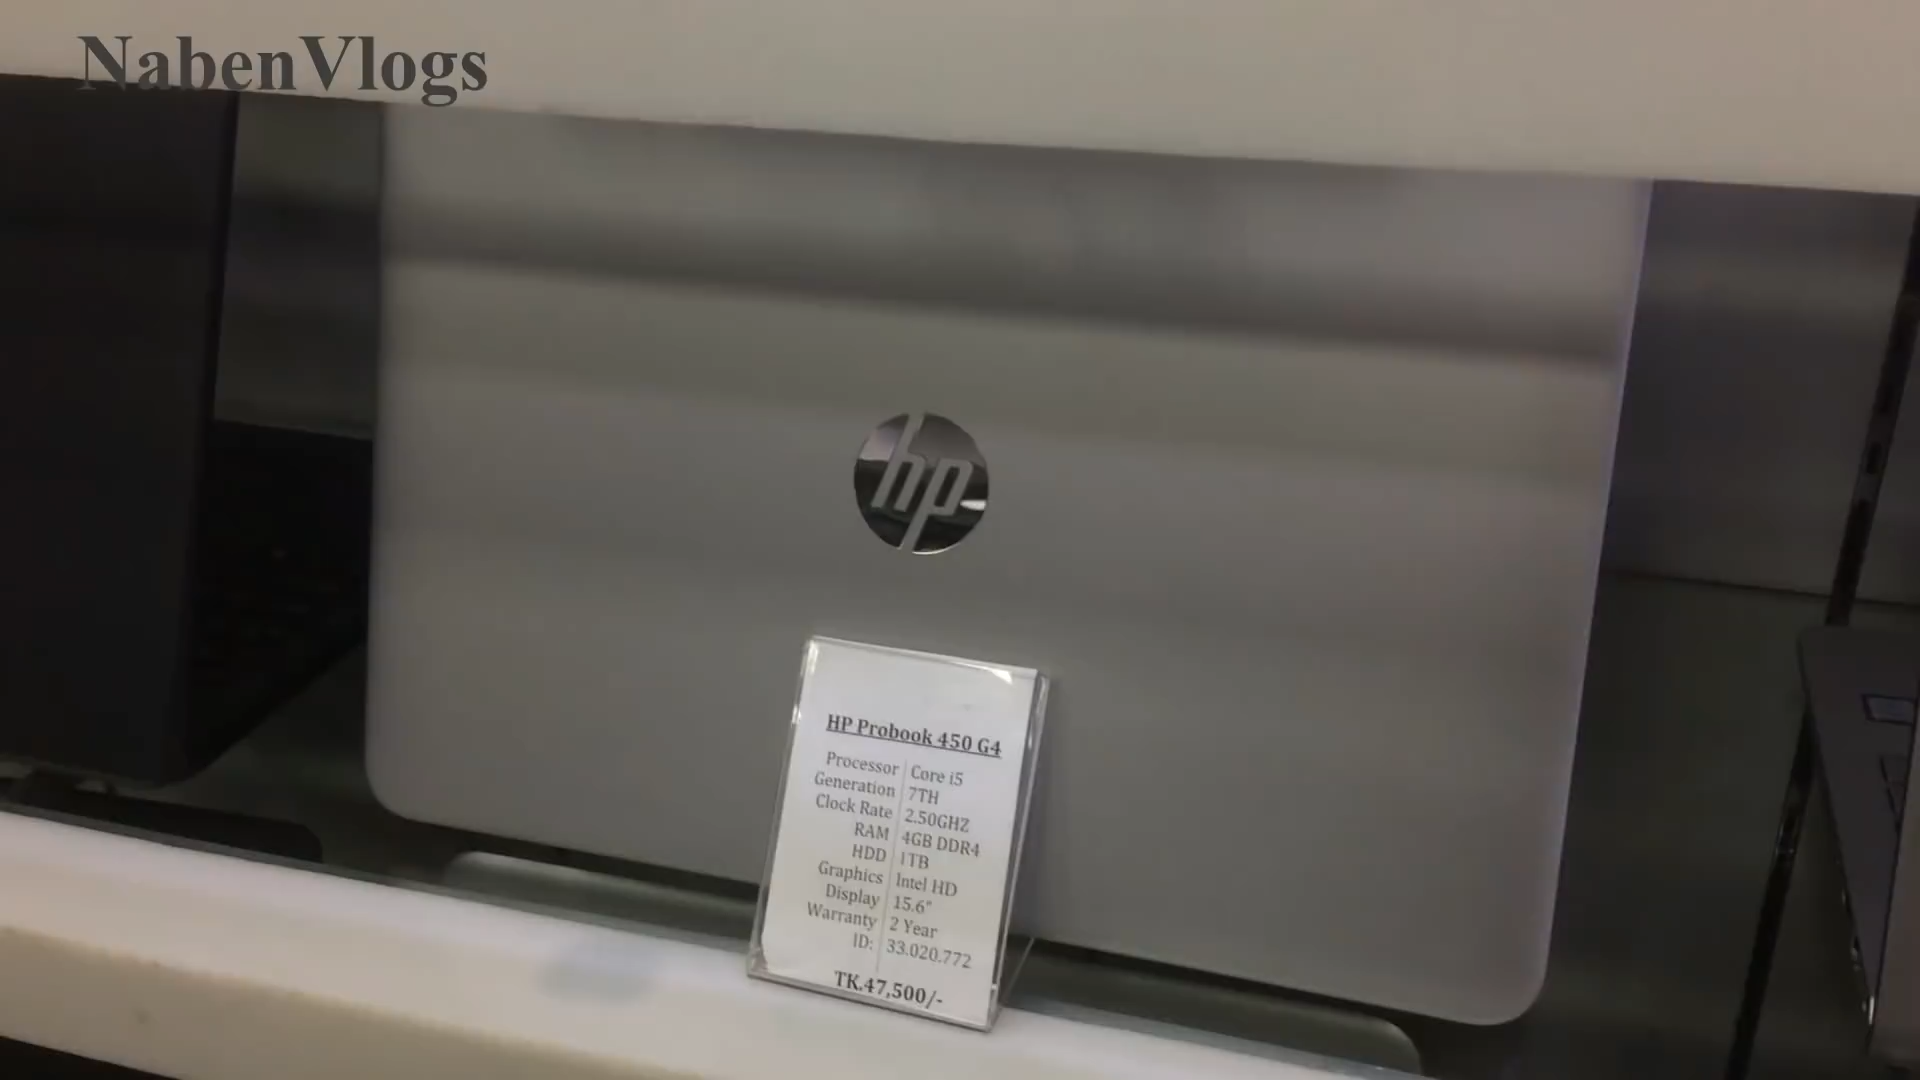 NabenVlogs
hp
HP Probook 450 G4
Processor Core i5
Generation 7TH
Clock Rate 2.50GHZ
RAM 4GB DDR4
HDD 1TB
Graphics Intel HD
Display 15.6"
Warranty 2 Year
ID: 33.020.772
TK.47,500/-